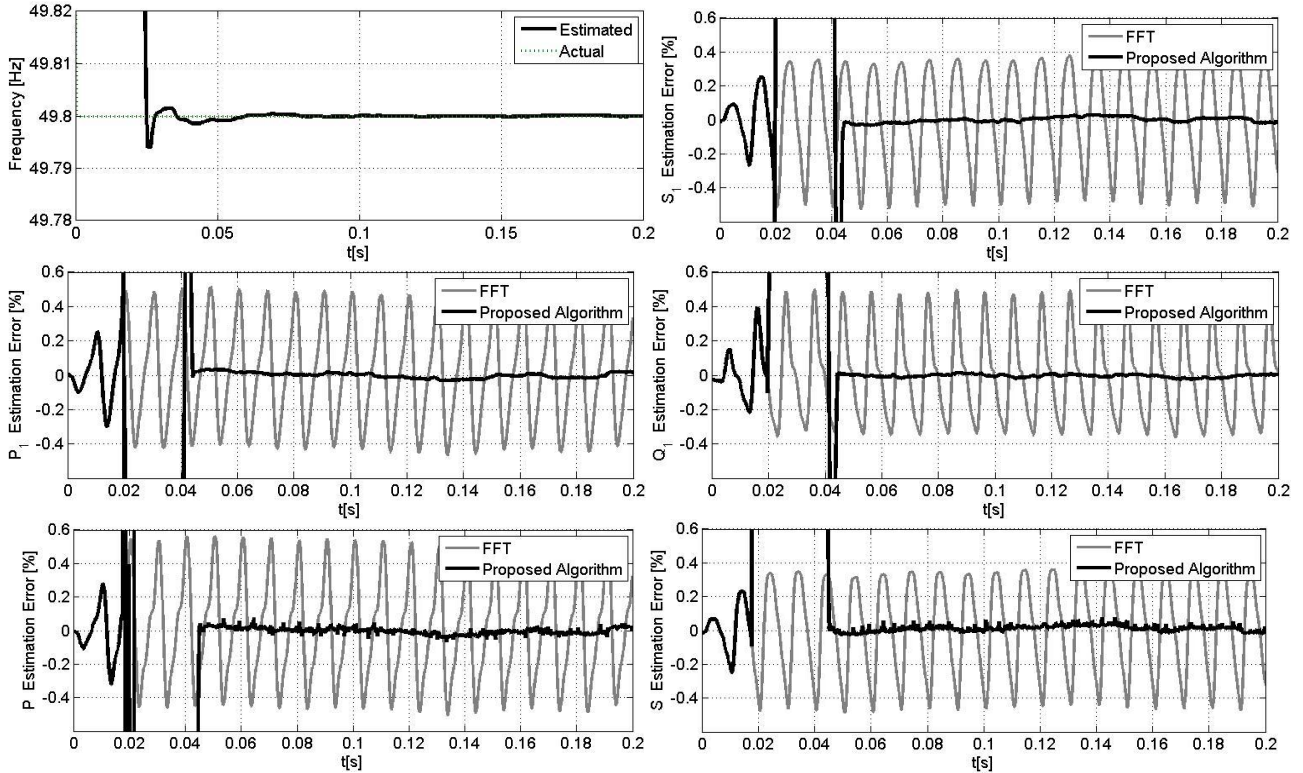 49.82
49.81
49.8
49.79
49.78
Frequency [Hz]
Estimated
Actual
0 0.05 0.1 0.15 0.2
t[s]
0.6
0.4
0.2
0
-0.2
-0.4
S1 Estimation Error [%]
FFT
Proposed Algorithm
0 0.02 0.04 0.06 0.08 0.1 0.12 0.14 0.16 0.18 0.2
t[s]
0.6
0.4
0.2
0
-0.2
-0.4
P1 Estimation Error [%]
FFT
Proposed Algorithm
0 0.02 0.04 0.06 0.08 0.1 0.12 0.14 0.16 0.18 0.2
t[s]
0.6
0.4
0.2
0
-0.2
-0.4
Q1 Estimation Error [%]
FFT
Proposed Algorithm
0 0.02 0.04 0.06 0.08 0.1 0.12 0.14 0.16 0.18 0.2
t[s]
0.6
0.4
0.2
0
-0.2
-0.4
P Estimation Error [%]
FFT
Proposed Algorithm
0 0.02 0.04 0.06 0.08 0.1 0.12 0.14 0.16 0.18 0.2
t[s]
0.6
0.4
0.2
0
-0.2
-0.4
S Estimation Error [%]
FFT
Proposed Algorithm
0 0.02 0.04 0.06 0.08 0.1 0.12 0.14 0.16 0.18 0.2
t[s]